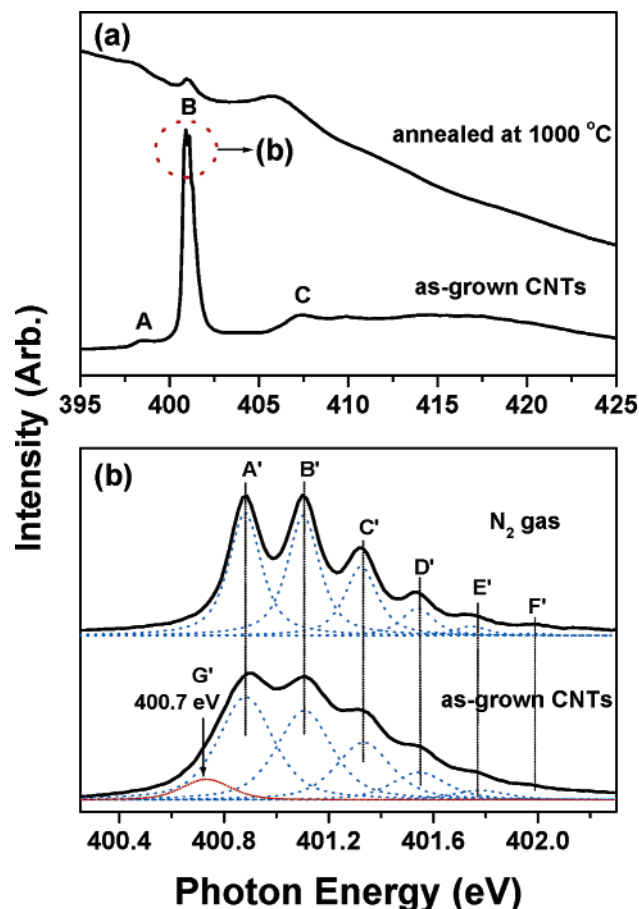 (a)
B
annealed at 1000 °C
(b)
A
C
as-grown CNTs
395 400 405 410 415 420 425
Intensity (Arb.)
(b)
A' B' C' D' E' F'
N₂ gas
G'
400.7 eV
as-grown CNTs
400.4 400.8 401.2 401.6 402.0
Photon Energy (eV)